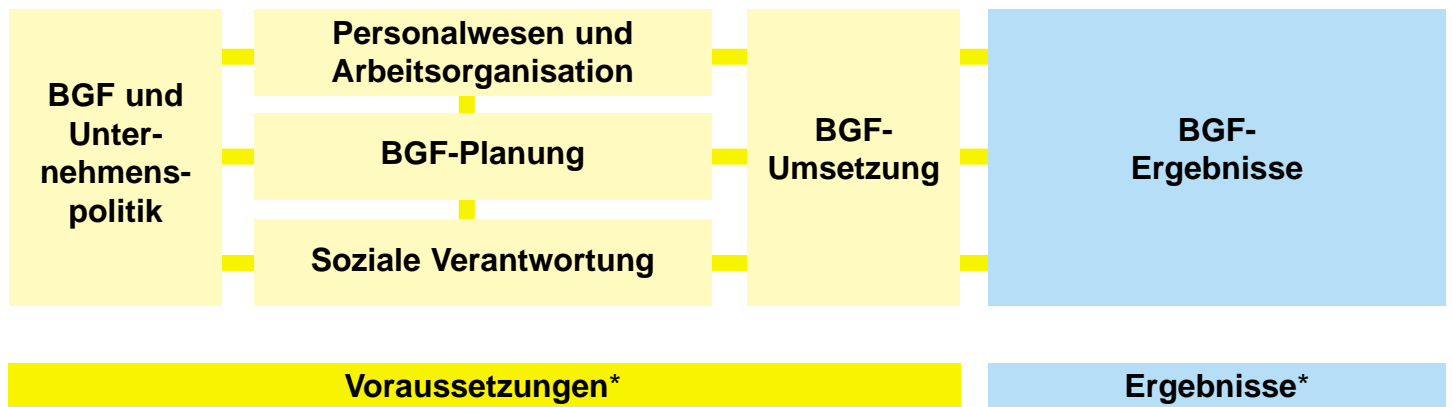 BGF und
Unter-
nehmens-
politik
Personalwesen und
Arbeitsorganisation
BGF-Planung
Soziale Verantwortung
BGF-
Umsetzung
BGF-
Ergebnisse
Voraussetzungen*
Ergebnisse*